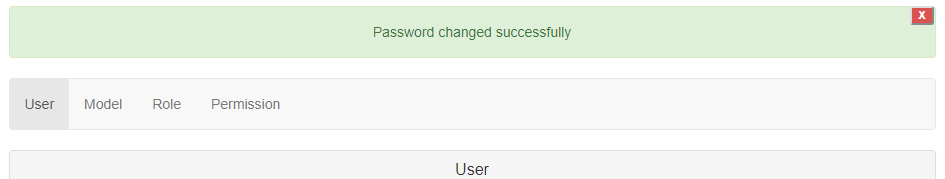 x
Password changed successfully
User Model Role Permission
User